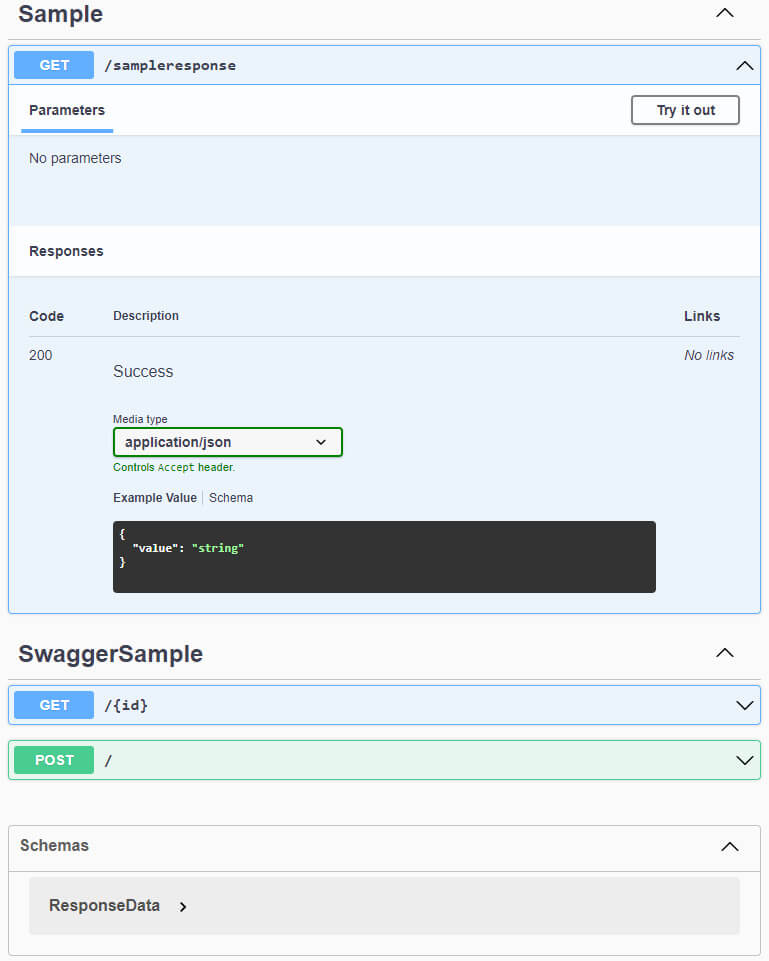 Sample
GET /sampleresponse
Parameters Try it out
No parameters
Responses
Code Description Links
200 Success No links
Media type
application/json
Controls Accept header.
Example Value Schema
{
"value": "string"
}
SwaggerSample
GET /{id}
POST /
Schemas
ResponseData